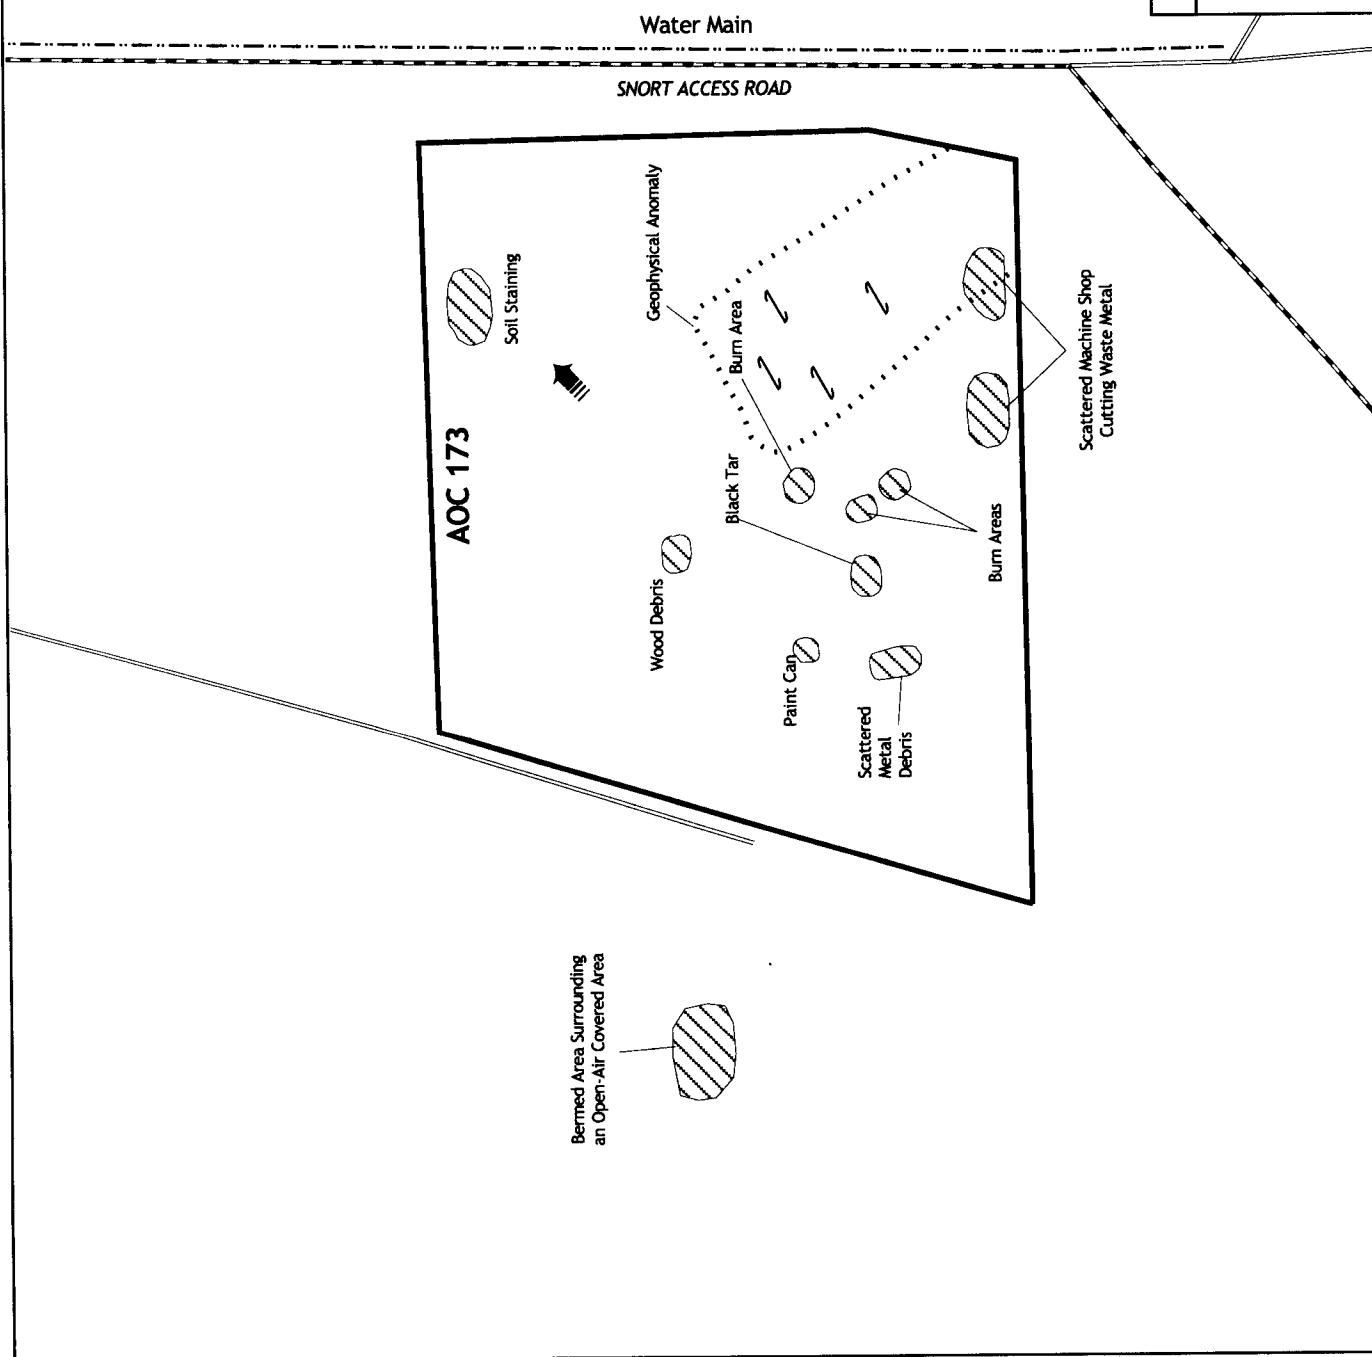 Water Main
SNORT ACCESS ROAD
AOC 173
Soil Staining
Geophysical Anomaly
Burn Area
Black Tar
Wood Debris
Paint Can
Scattered
Metal
Debris
Burn Areas
Scattered Machine Shop
Cutting Waste Metal
Bermed Area Surrounding
an Open-Air Covered Area